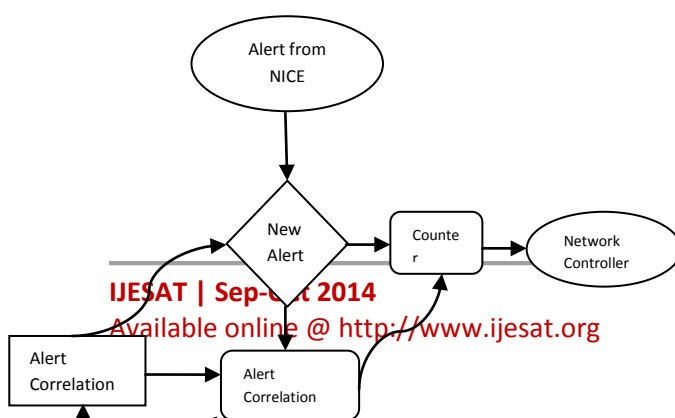 Alert from
NICE
New
Alert
Counte
r
Network
Controller
IJESAT | Sep-Oct 2014
Available online @ http://www.ijesat.org
Alert
Correlation
Alert
Correlation